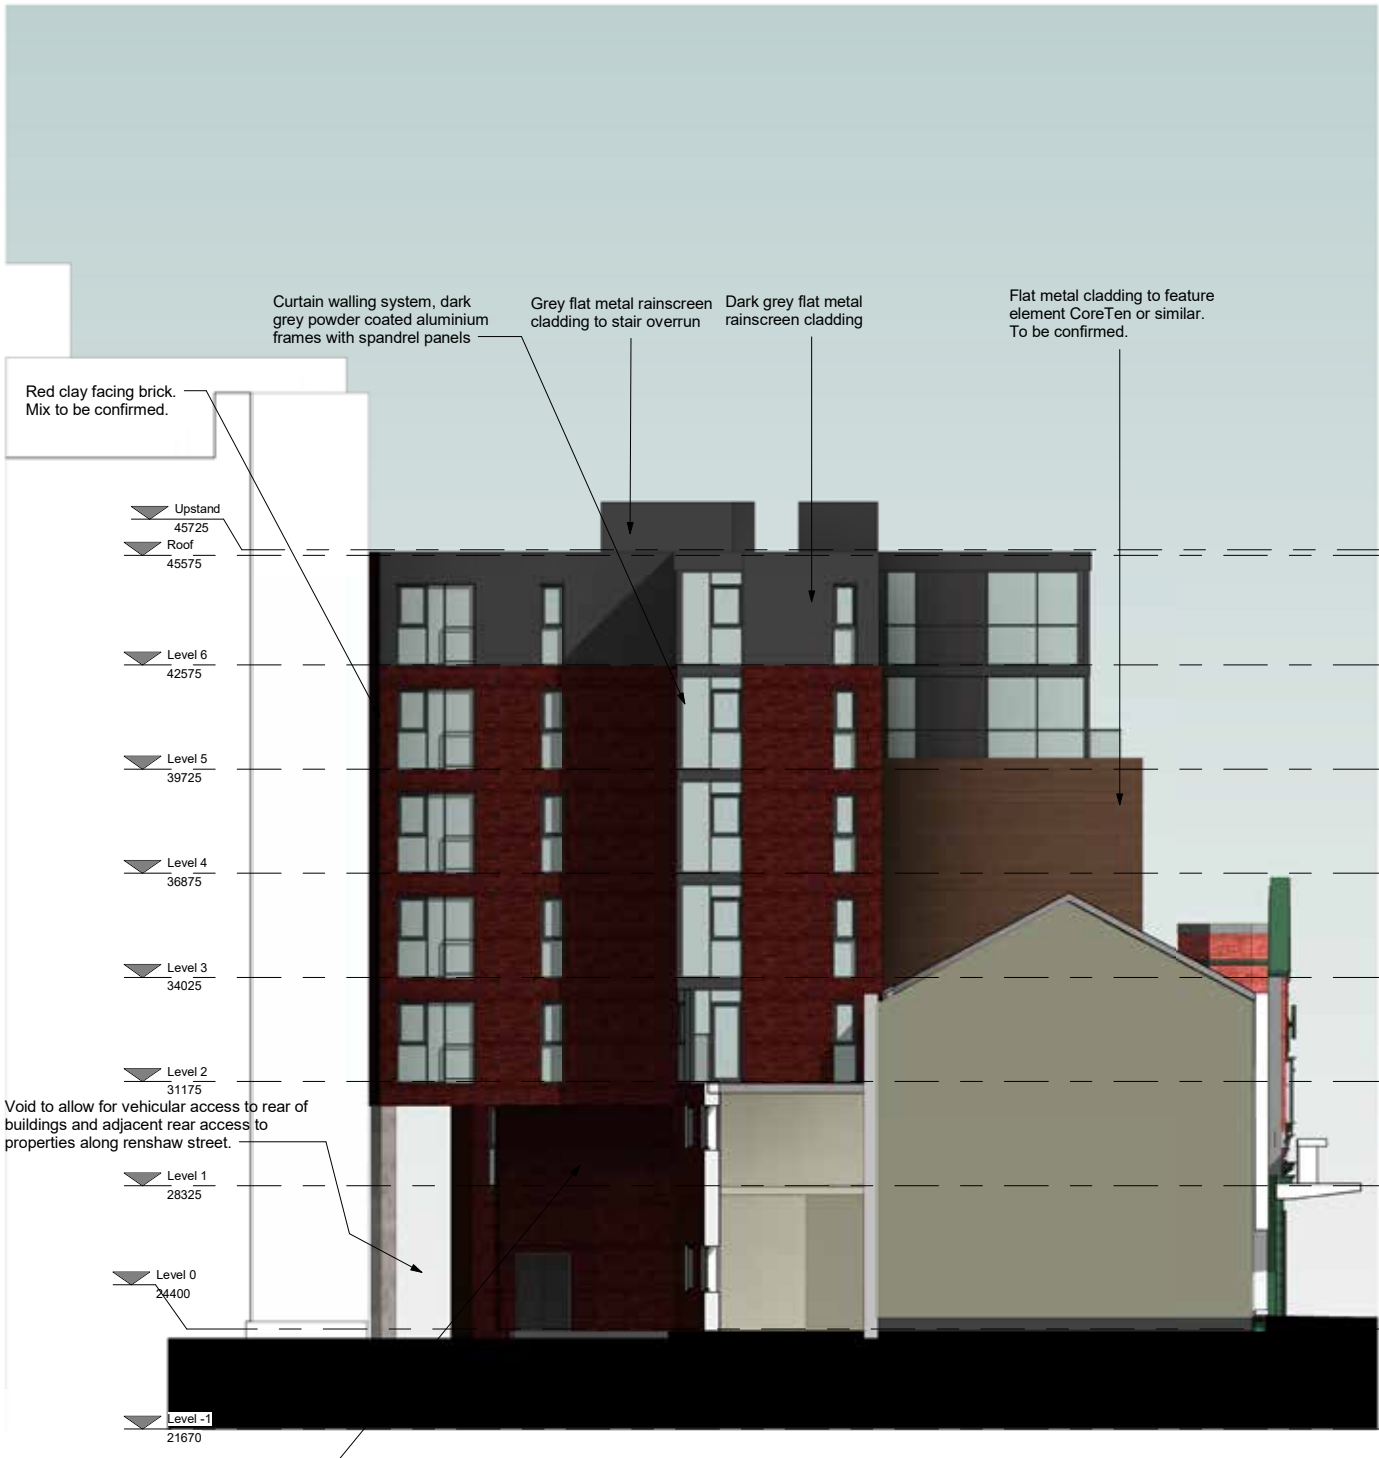 Curtain walling system, dark
grey powder coated aluminium
frames with spandrel panels
Grey flat metal rainscreen
cladding to stair overrun
Dark grey flat metal
rainscreen cladding
Flat metal cladding to feature
element CoreTen or similar.
To be confirmed.
Red clay facing brick.
Mix to be confirmed.
Upstand
45725
Roof
45575
Level 6
42575
Level 5
39725
Level 4
36875
Level 3
34025
Level 2
31175
Void to allow for vehicular access to rear of
buildings and adjacent rear access to
properties along renshaw street.
Level 1
28325
Level 0
24400
Level -1
21670